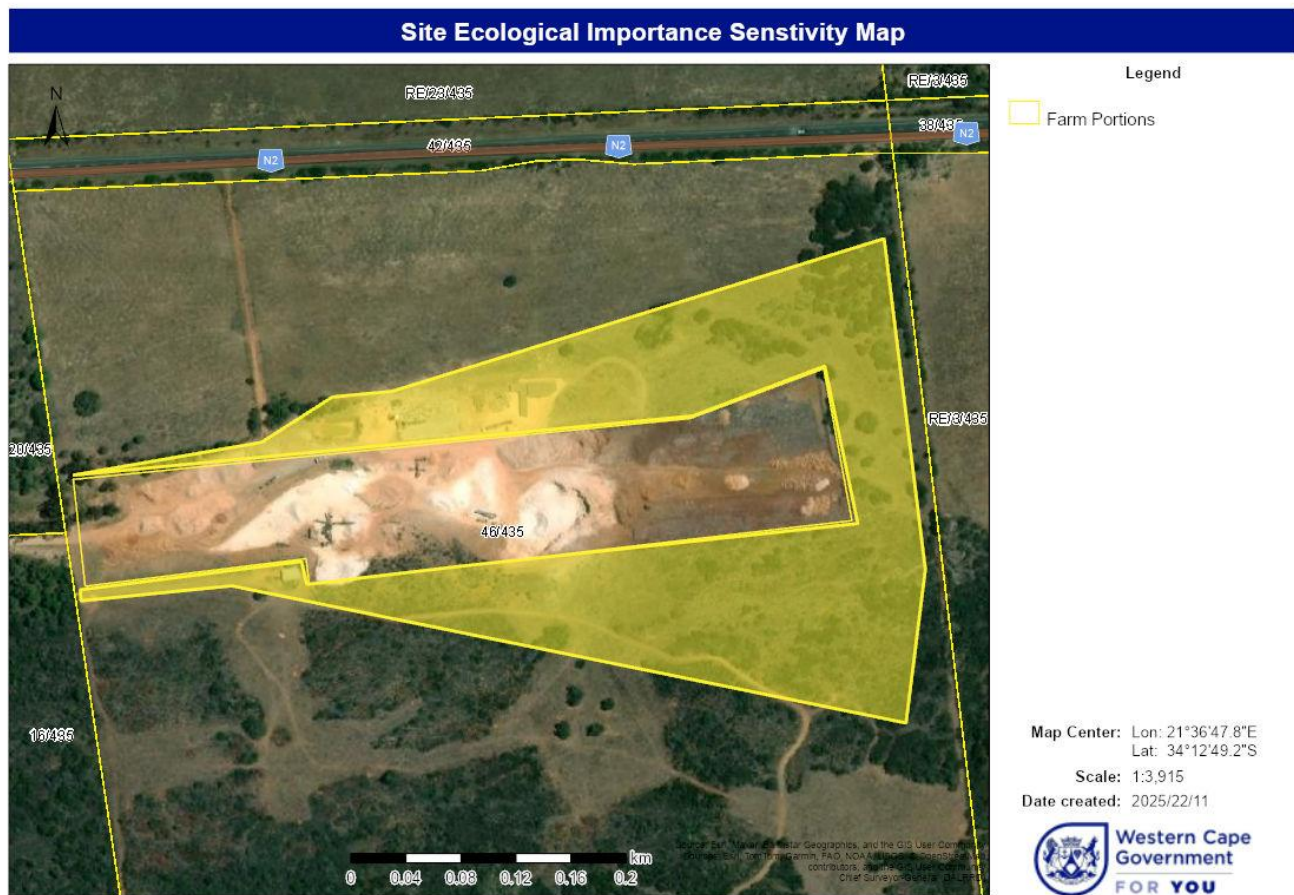 Site Ecological Importance Senstivity Map
Legend
Farm Portions
N
RE/23/435
RE/3/435
42/435
38/435
N2
N2
N2
RE/3/435
46/435
16/435
km
0 0.04 0.08 0.12 0.16 0.2
Map Center: Lon: 21°36'47.8"E
Lat: 34°12'49.2"S
Scale: 1:3,915
Date created: 2025/22/11
Western Cape
Government
FOR YOU